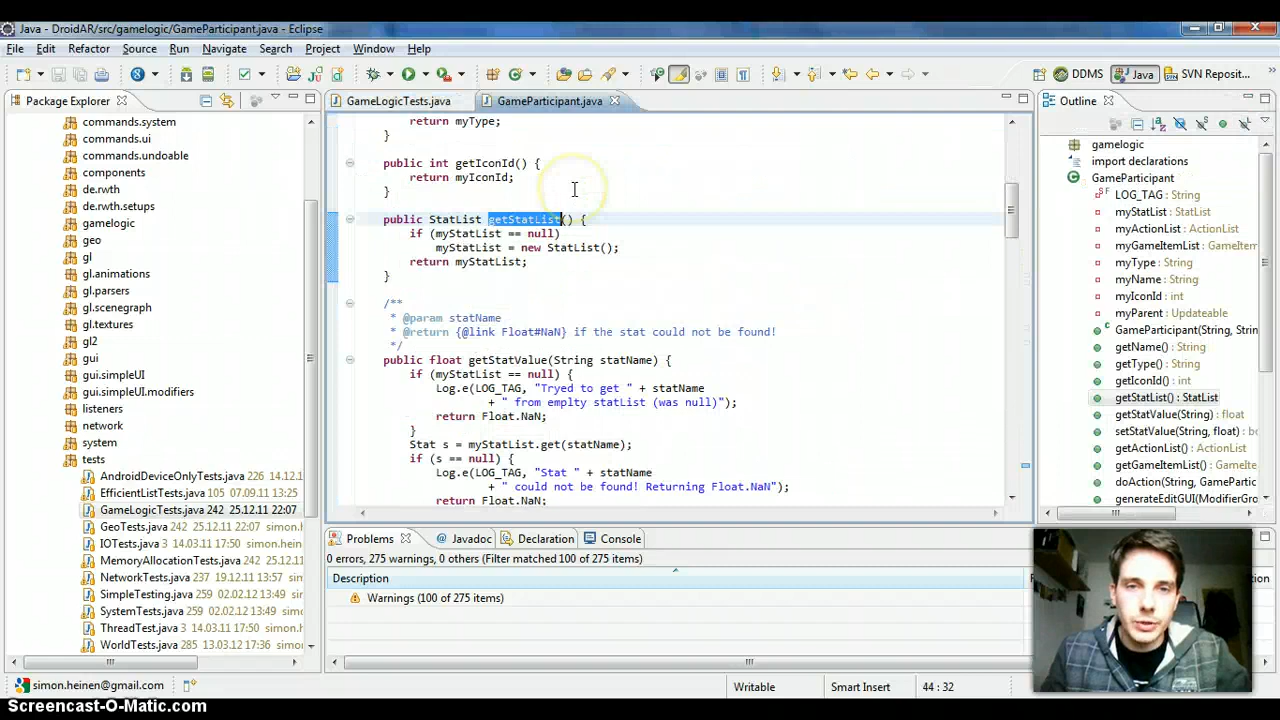 Java - DroidAR/src/gamelogic/GameParticipant.java - Eclipse
File Edit Refactor Source Run Navigate Search Project Window Help
DDMS Java SVN Reposit...
Package Explorer
commands.system
commands.ui
commands.undoable
components
de.rwth
de.rwth.setups
gamelogic
geo
gl
gl.animations
gl.parsers
gl.scenegraph
gl.textures
gl2
gui
gui.simpleUI
gui.simpleUI.modifiers
listeners
network
system
tests
AndroidDeviceOnlyTests.java 226 14.12.1
EfficientListTests.java 105 07.09.11 13:25
GameLogicTests.java 242 25.12.11 22:07
GeoTests.java 242 25.12.11 22:07 simon.
IOTests.java 3 14.03.11 17:50 simon.hein
MemoryAllocationTests.java 242 25.12.11
NetworkTests.java 237 19.12.11 13:57 sim
SimpleTesting.java 259 02.02.12 13:49 sim
SystemTests.java 259 02.02.12 13:49 simo
ThreadTest.java 3 14.03.11 17:50 simon.h
WorldTests.java 285 13.03.12 17:36 simon
GameLogicTests.java GameParticipant.java
return myType;
}
public int getIconId() {
return myIconId;
}
public StatList getStatList() {
if (myStatList == null)
myStatList = new StatList();
return myStatList;
}
/**
* @param statName
* @return {@link Float#NaN} if the stat could not be found!
*/
public float getStatValue(String statName) {
if (myStatList == null) {
Log.e(LOG_TAG, "Tryed to get " + statName
+ " from emplty statList (was null)");
return Float.NaN;
}
Stat s = myStatList.get(statName);
if (s == null) {
Log.e(LOG_TAG, "Stat " + statName
+ " could not be found! Returning Float.NaN");
return Float.NaN;
Outline
gamelogic
import declarations
GameParticipant
LOG_TAG : String
myStatList : StatList
myActionList : ActionList
myGameItemList : GameItem
myType : String
myName : String
myIconId : int
myParent : Updateable
GameParticipant(String, Strin
getName() : String
getType() : String
getIconId() : int
getStatList() : StatList
getStatValue(String) : float
setStatValue(String, float) : bo
getActionList() : ActionList
getGameItemList() : GameIte
doAction(String, GamePartici
generateEditGUI(ModifierGro
Problems Javadoc Declaration Console
0 errors, 275 warnings, 0 others (Filter matched 100 of 275 items)
Description
Warnings (100 of 275 items)
simon.heinen@gmail.com
Writable Smart Insert 44 : 32
Screencast-O-Matic.com